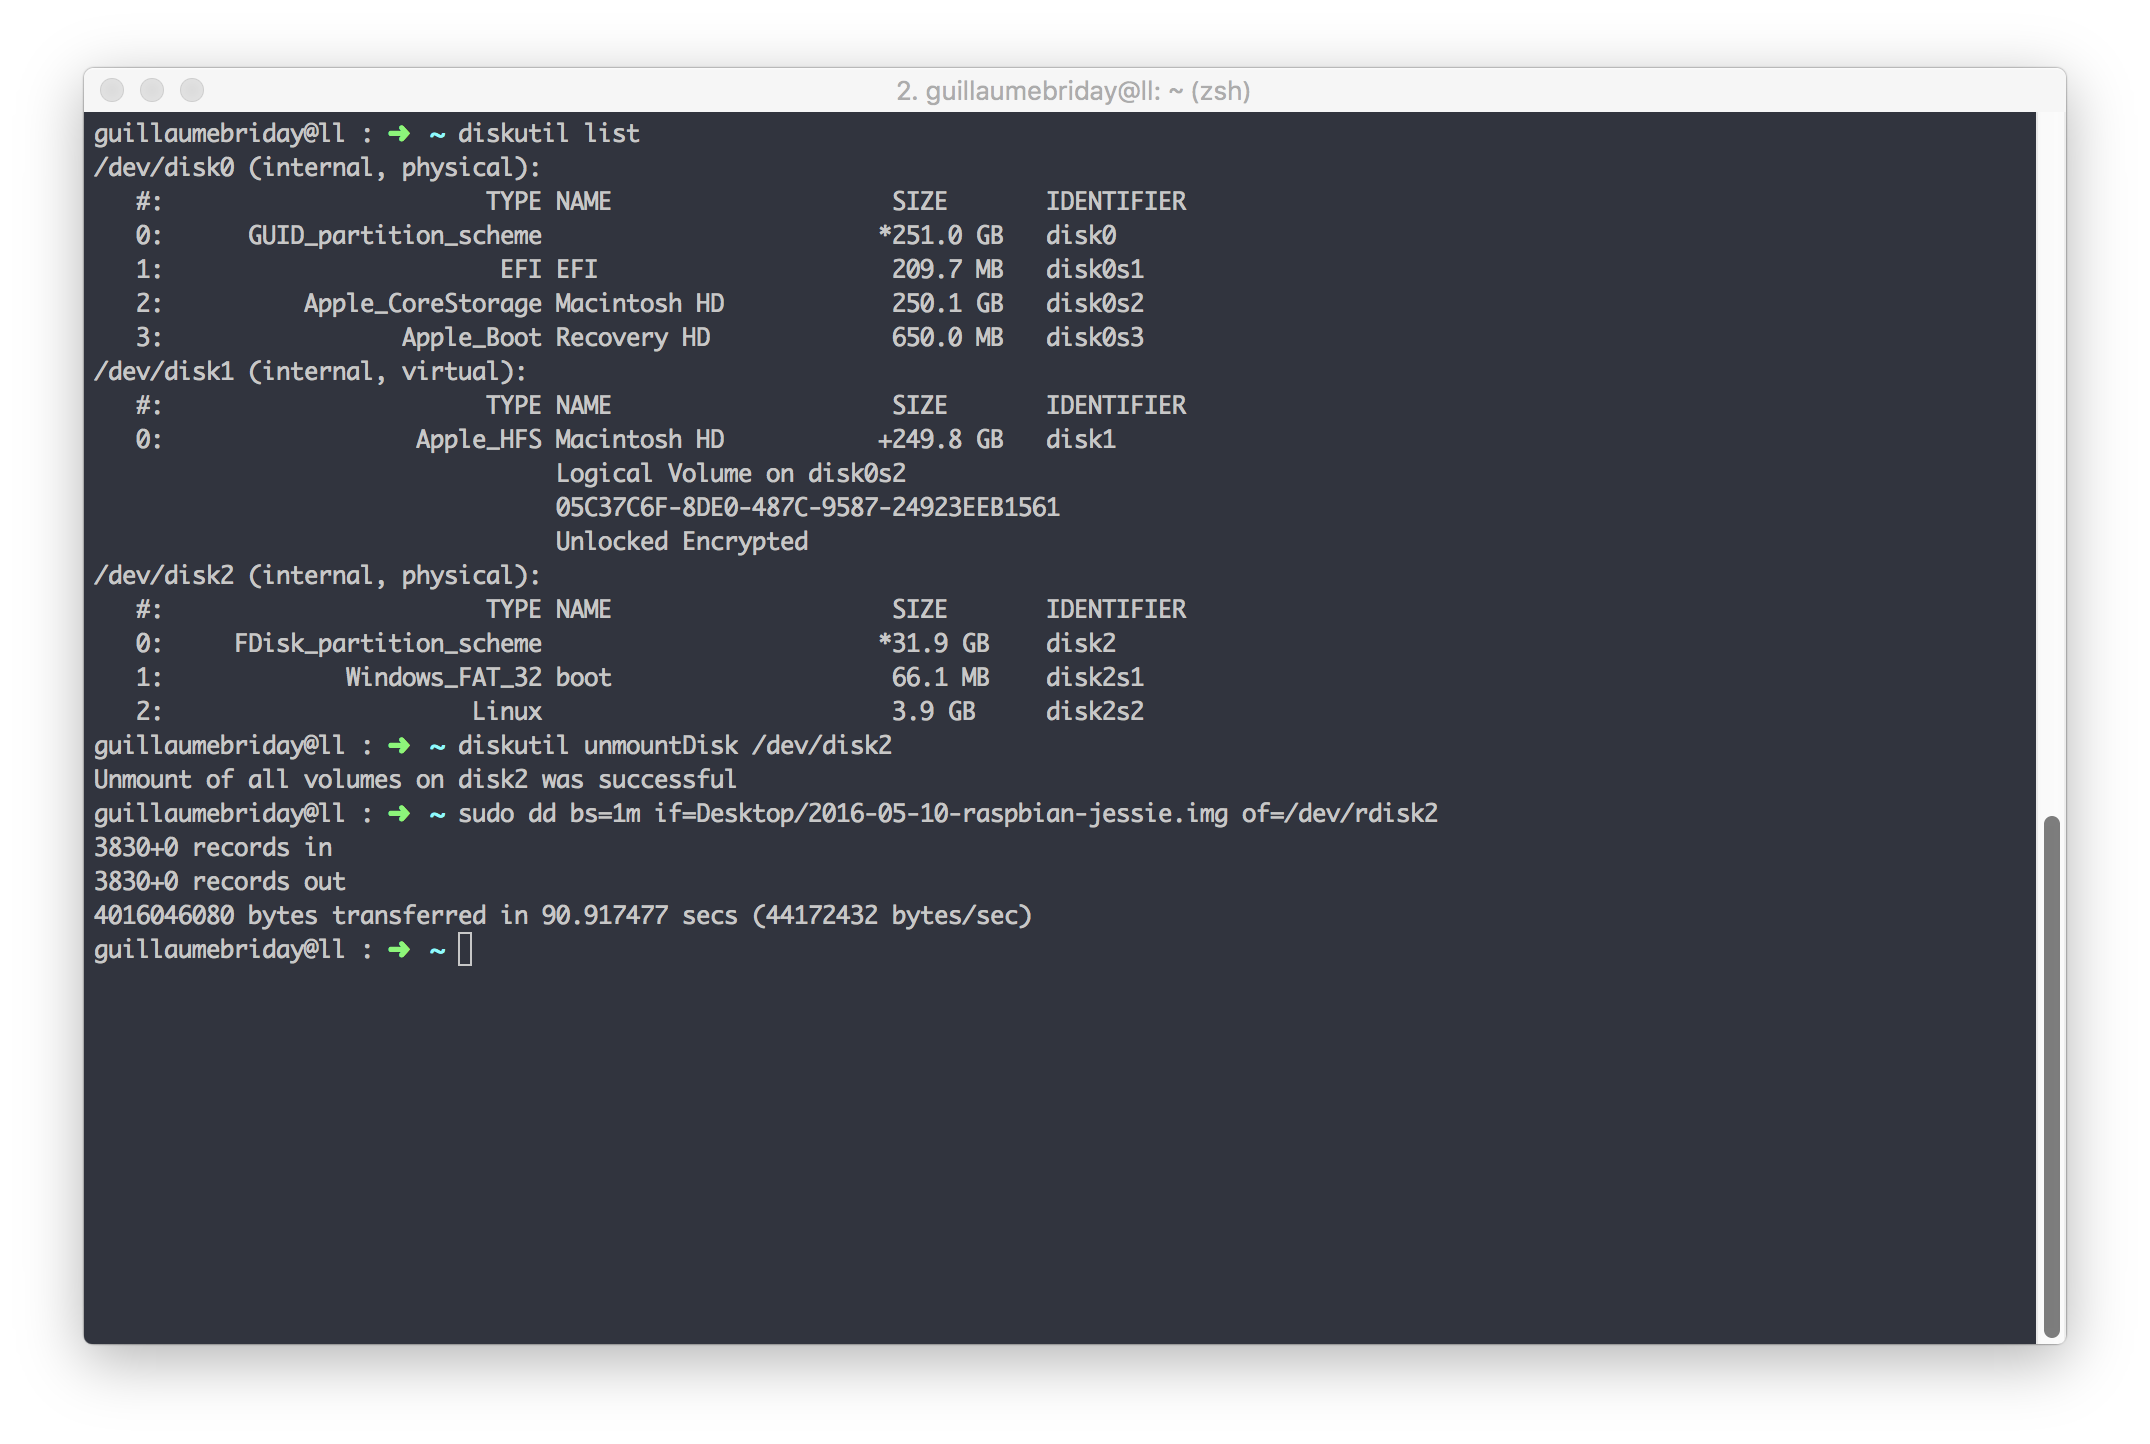 2. guillaumebriday@ll: ~ (zsh)
guillaumebriday@ll : ➜ ~ diskutil list
/dev/disk0 (internal, physical):
   #:                       TYPE NAME                    SIZE       IDENTIFIER
   0:      GUID_partition_scheme                        *251.0 GB   disk0
   1:                        EFI EFI                     209.7 MB   disk0s1
   2:          Apple_CoreStorage Macintosh HD            250.1 GB   disk0s2
   3:                 Apple_Boot Recovery HD             650.0 MB   disk0s3
/dev/disk1 (internal, virtual):
   #:                       TYPE NAME                    SIZE       IDENTIFIER
   0:                  Apple_HFS Macintosh HD           +249.8 GB   disk1
                                 Logical Volume on disk0s2
                                 05C37C6F-8DE0-487C-9587-24923EEB1561
                                 Unlocked Encrypted
/dev/disk2 (internal, physical):
   #:                       TYPE NAME                    SIZE       IDENTIFIER
   0:     FDisk_partition_scheme                        *31.9 GB    disk2
   1:             Windows_FAT_32 boot                    66.1 MB    disk2s1
   2:                      Linux                         3.9 GB     disk2s2
guillaumebriday@ll : ➜ ~ diskutil unmountDisk /dev/disk2
Unmount of all volumes on disk2 was successful
guillaumebriday@ll : ➜ ~ sudo dd bs=1m if=Desktop/2016-05-10-raspbian-jessie.img of=/dev/rdisk2
3830+0 records in
3830+0 records out
4016046080 bytes transferred in 90.917477 secs (44172432 bytes/sec)
guillaumebriday@ll : ➜ ~